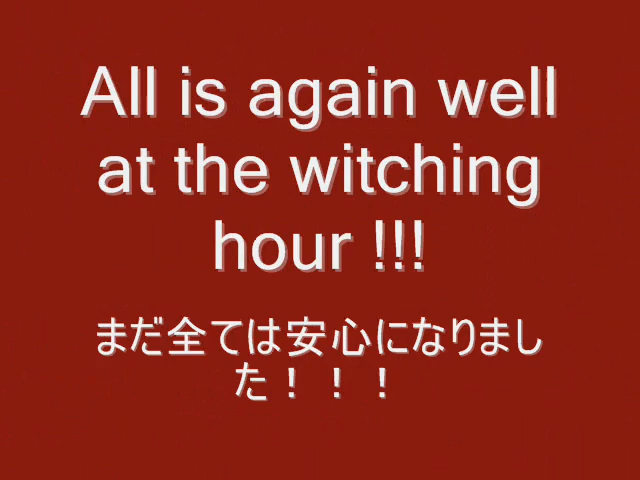 All is again well
at the witching
hour !!!
まだ全ては安心になりまし
た！！！